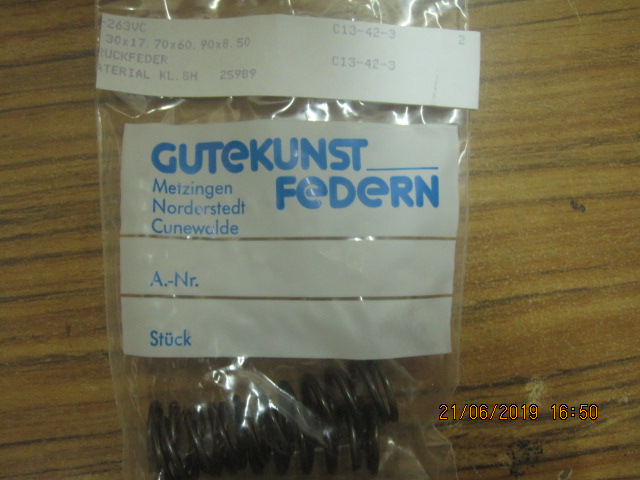 -263VC C13-42-3 2
30x17.70x60.90x8.50
RUCKFEDER C13-42-3
ATERIAL KL.SH 25989
GUTEKUNST
FEDERN
Metzingen
Norderstedt
Cunewalde
A.-Nr.
Stück
21/06/2019 16:50